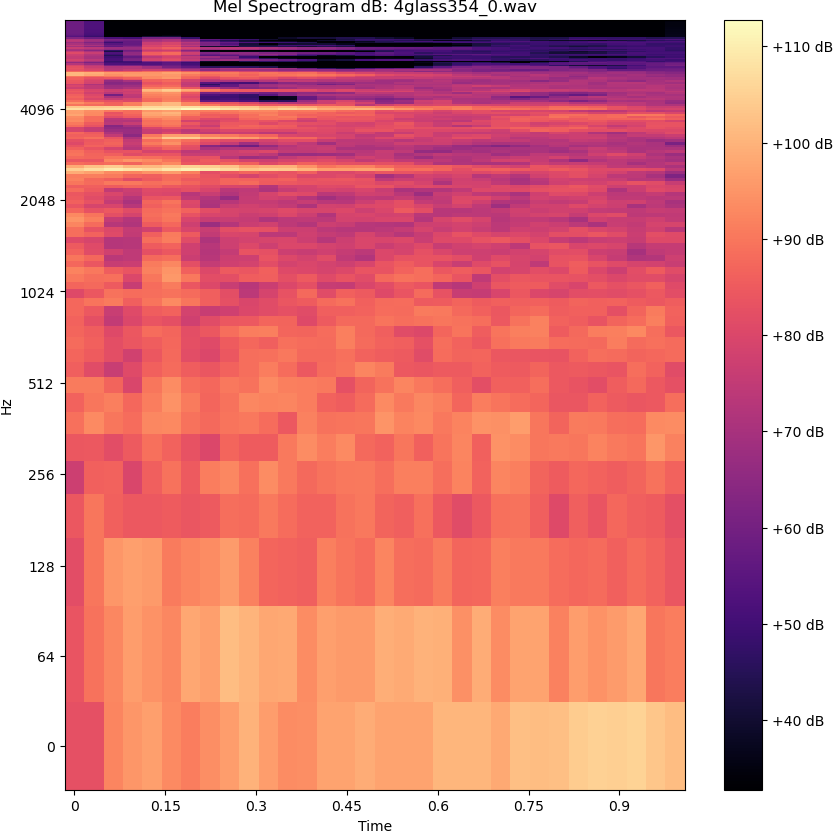 Mel Spectrogram dB: 4glass354_0.wav
+110 dB
4096
+100 dB
2048
+90 dB
1024
+80 dB
512
Hz
+70 dB
256
+60 dB
128
+50 dB
64
+40 dB
0
0 0.15 0.3 0.45 0.6 0.75 0.9
Time